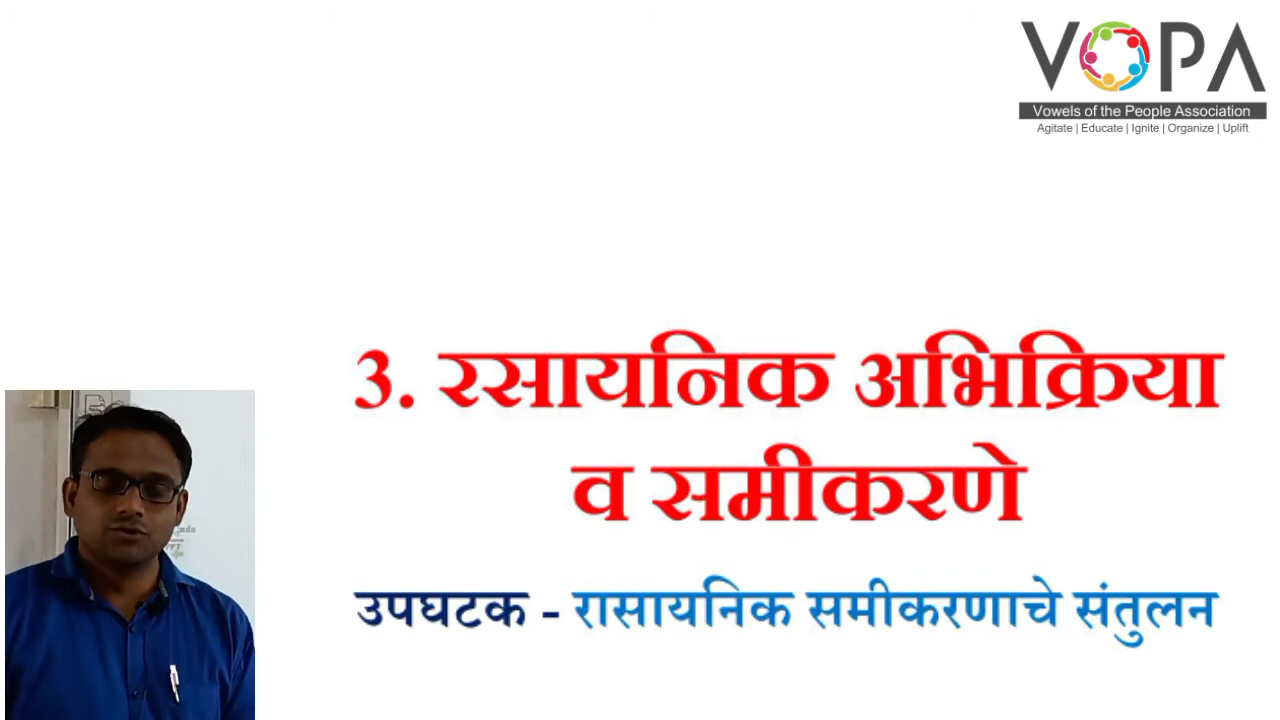 VOPA
Vowels of the People Association
Agitate | Educate | Ignite | Organize | Uplift
3. रसायनिक अभिक्रिया
व समीकरणे
उपघटक - रासायनिक समीकरणाचे संतुलन